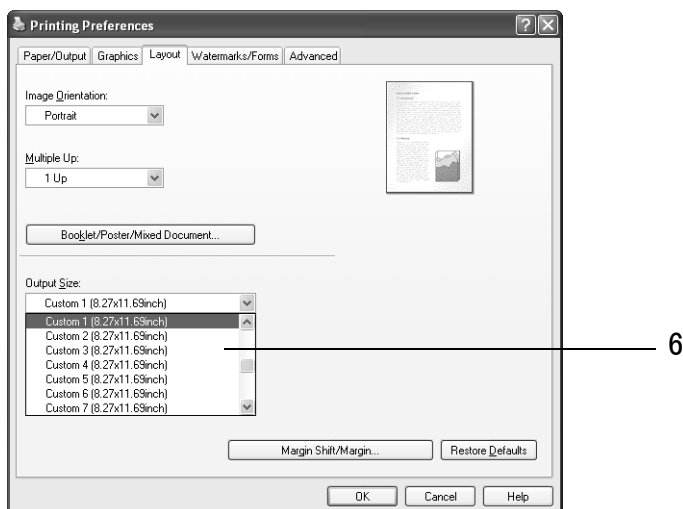 Printing Preferences
Paper/Output Graphics Layout Watermarks/Forms Advanced
Image Orientation:
Portrait
Multiple Up:
1 Up
Booklet/Poster/Mixed Document...
Output Size:
Custom 1 (8.27x11.69inch)
Custom 1 (8.27x11.69inch)
Custom 2 (8.27x11.69inch)
Custom 3 (8.27x11.69inch)
Custom 4 (8.27x11.69inch)
Custom 5 (8.27x11.69inch)
Custom 6 (8.27x11.69inch)
Custom 7 (8.27x11.69inch)
6
Margin Shift/Margin... Restore Defaults
OK Cancel Help